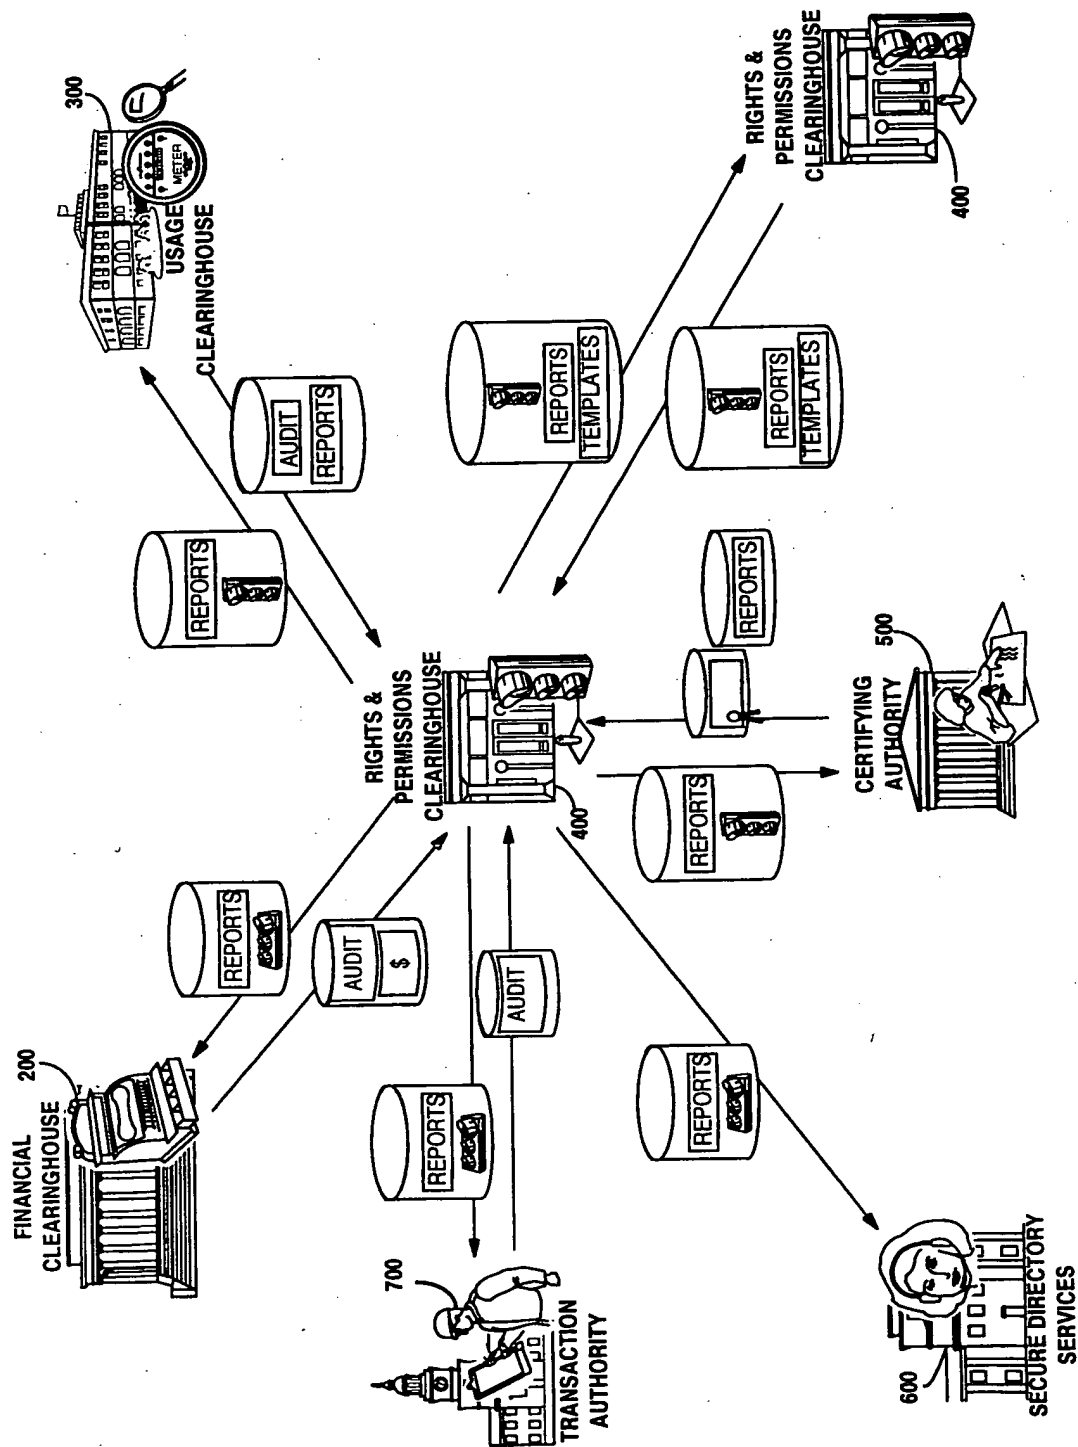 FINANCIAL
CLEARINGHOUSE
200
REPORTS
AUDIT
$
REPORTS
USAGE
CLEARINGHOUSE
300
METER
AUDIT
REPORTS
TRANSACTION
AUTHORITY
700
REPORTS
AUDIT
RIGHTS &
PERMISSIONS
CLEARINGHOUSE
400
REPORTS
TEMPLATES
REPORTS
TEMPLATES
RIGHTS &
PERMISSIONS
CLEARINGHOUSE
400
SECURE DIRECTORY
SERVICES
600
REPORTS
REPORTS
REPORTS
CERTIFYING
AUTHORITY
500